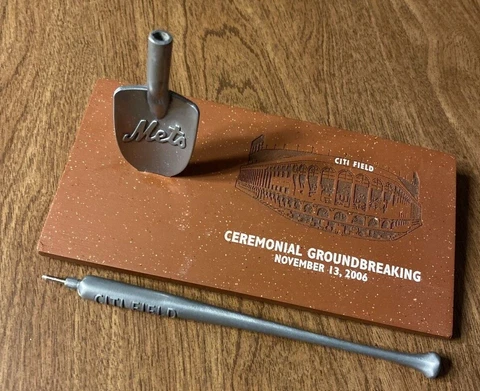 Mets
CITI FIELD
CEREMONIAL GROUNDBREAKING
NOVEMBER 13, 2006
CITI FIELD